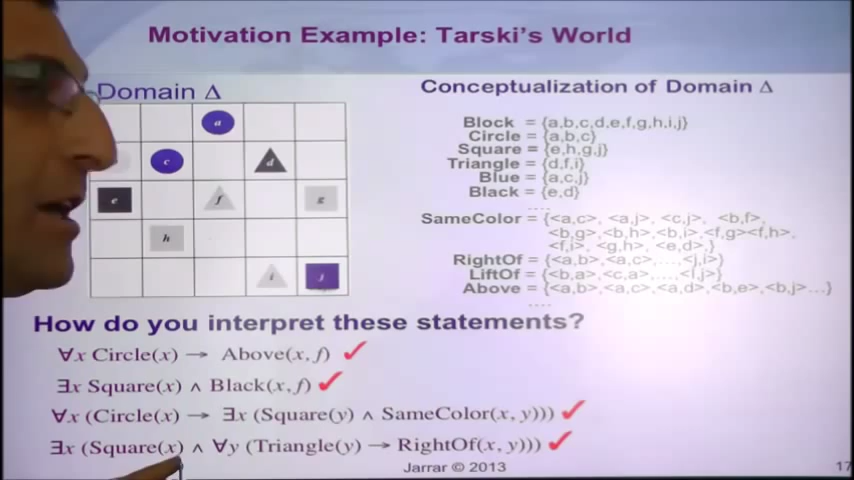 Motivation Example: Tarski's World
Domain Δ
a
c
d
e
f
g
h
i
j
Conceptualization of Domain Δ
Block = {a,b,c,d,e,f,g,h,i,j}
Circle = {a,b,c}
Square = {e,h,g,j}
Triangle = {d,f,i}
Blue = {a,c,j}
Black = {e,d}
....
SameColor = {<a,c>, <a,j>, <c,j>, <b,f>,
<b,g>,<b,h>,<b,i>,<f,g><f,h>,
<f,i>, <g,h>, <e,d>,}
RightOf = {<a,b>,<a,c>,...,<j,i>}
LiftOf = {<b,a>,<c,a>,...,<i,j>}
Above = {<a,b>,<a,c>,<a,d>,<b,e>,<b,j>...}
....
How do you interpret these statements?
∀x Circle(x) → Above(x, f) ✓
∃x Square(x) ∧ Black(x, f) ✓
∀x (Circle(x) → ∃x (Square(y) ∧ SameColor(x, y))) ✓
∃x (Square(x) ∧ ∀y (Triangle(y) → RightOf(x, y))) ✓
Jarrar © 2013
17